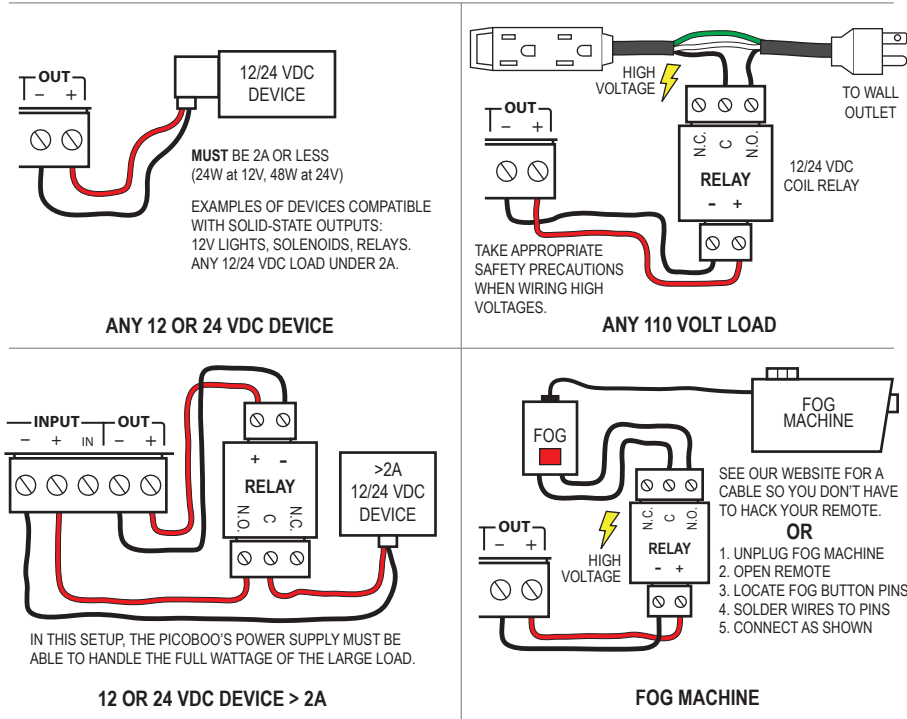 OUT
– +
12/24 VDC
DEVICE
MUST BE 2A OR LESS
(24W at 12V, 48W at 24V)
EXAMPLES OF DEVICES COMPATIBLE
WITH SOLID-STATE OUTPUTS:
12V LIGHTS, SOLENOIDS, RELAYS.
ANY 12/24 VDC LOAD UNDER 2A.
ANY 12 OR 24 VDC DEVICE
HIGH
VOLTAGE
TO WALL
OUTLET
OUT
– +
N.C. C N.O.
RELAY
- +
12/24 VDC
COIL RELAY
TAKE APPROPRIATE
SAFETY PRECAUTIONS
WHEN WIRING HIGH
VOLTAGES.
ANY 110 VOLT LOAD
INPUT OUT
– + IN – +
+ -
RELAY
N.O. C N.C.
>2A
12/24 VDC
DEVICE
IN THIS SETUP, THE PICOBOO'S POWER SUPPLY MUST BE
ABLE TO HANDLE THE FULL WATTAGE OF THE LARGE LOAD.
12 OR 24 VDC DEVICE > 2A
FOG
FOG
MACHINE
OUT
– +
HIGH
VOLTAGE
N.C. C N.O.
RELAY
- +
SEE OUR WEBSITE FOR A
CABLE SO YOU DON'T HAVE
TO HACK YOUR REMOTE.
OR
1. UNPLUG FOG MACHINE
2. OPEN REMOTE
3. LOCATE FOG BUTTON PINS
4. SOLDER WIRES TO PINS
5. CONNECT AS SHOWN
FOG MACHINE